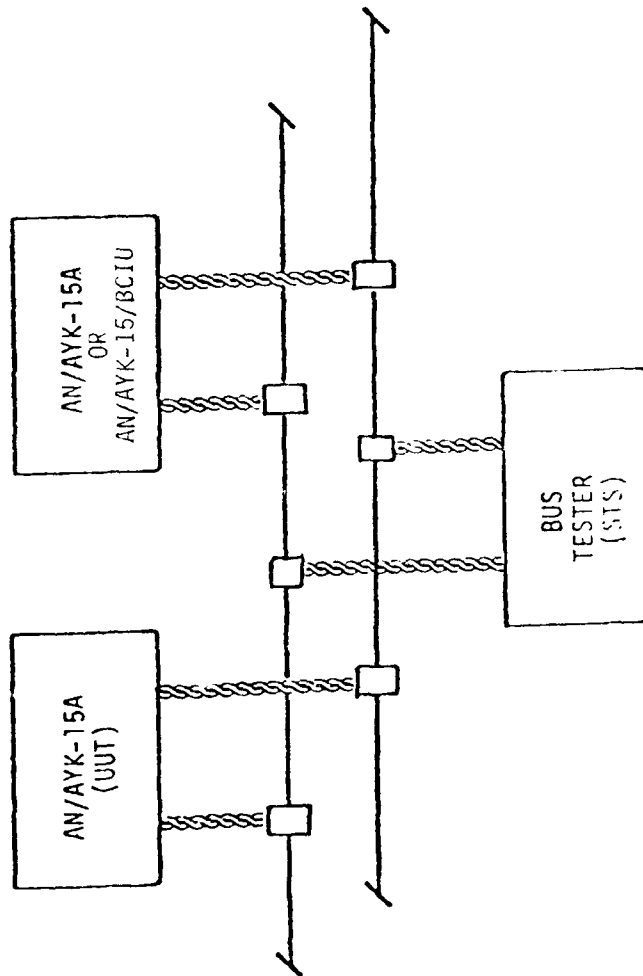 AN/AYK-15A
(UUT)
AN/AYK-15A
OR
AN/AYK-15/BCIU
BUS
TESTER
(STS)